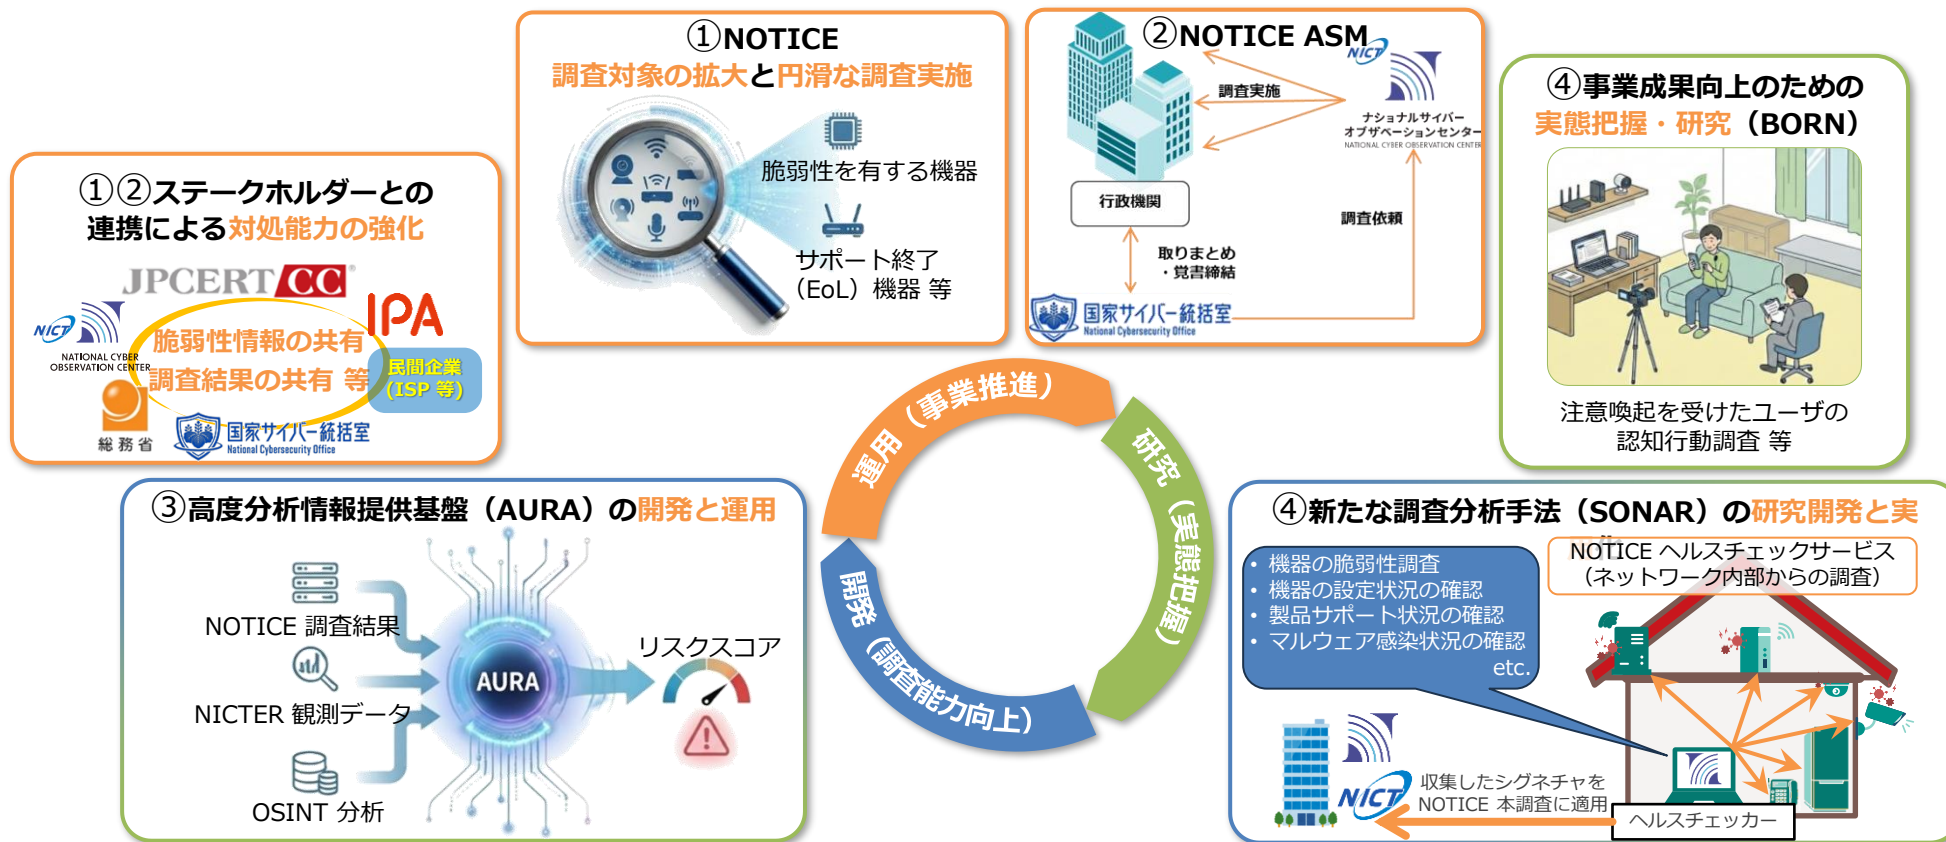 ①NOTICE
調査対象の拡大と円滑な調査実施
脆弱性を有する機器
サポート終了
（EoL）機器 等
②NOTICE ASM
NICT
調査実施
ナショナルサイバー
オブザベーションセンター
NATIONAL CYBER OBSERVATION CENTER
行政機関
調査依頼
取りまとめ
・覚書締結
国家サイバー統括室
National Cybersecurity Office
④事業成果向上のための
実態把握・研究（BORN）
注意喚起を受けたユーザの
認知行動調査 等
①②ステークホルダーとの
連携による対処能力の強化
JPCERT CC®
NICT
NATIONAL CYBER
OBSERVATION CENTER
IPA
脆弱性情報の共有
調査結果の共有 等
民間企業
(ISP 等)
総務省
国家サイバー統括室
National Cybersecurity Office
運用（事業推進）
研究（実態把握）
開発（調査能力向上）
③高度分析情報提供基盤（AURA）の開発と運用
NOTICE 調査結果
NICTER 観測データ
OSINT 分析
AURA
リスクスコア
④新たな調査分析手法（SONAR）の研究開発と実
NOTICE ヘルスチェックサービス
（ネットワーク内部からの調査）
• 機器の脆弱性調査
• 機器の設定状況の確認
• 製品サポート状況の確認
• マルウェア感染状況の確認
etc.
NICT
収集したシグネチャを
NOTICE 本調査に適用
ヘルスチェッカー